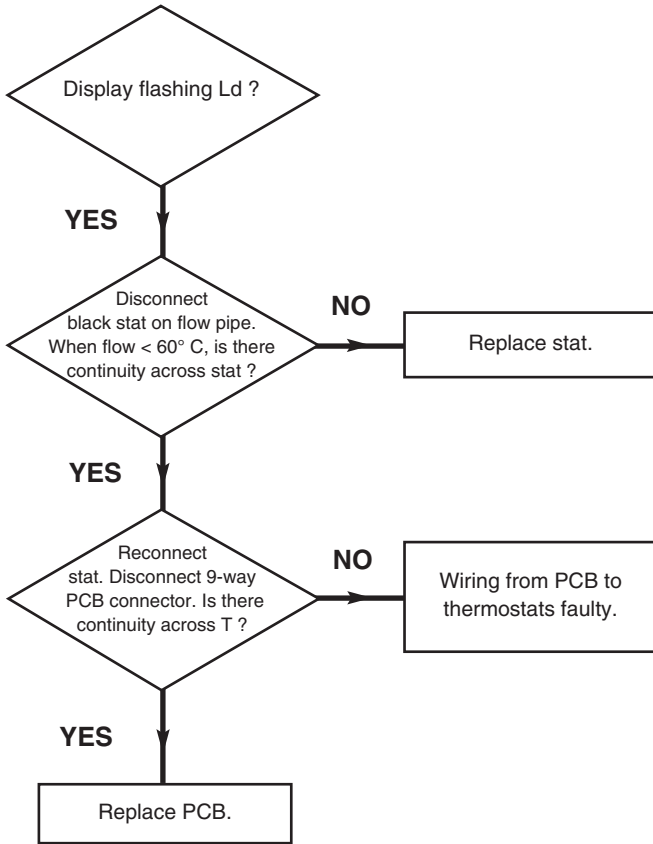 Display flashing Ld ?
YES
Disconnect
black stat on flow pipe.
When flow < 60° C, is there
continuity across stat ?
NO
Replace stat.
YES
Reconnect
stat. Disconnect 9-way
PCB connector. Is there
continuity across T ?
NO
Wiring from PCB to
thermostats faulty.
YES
Replace PCB.